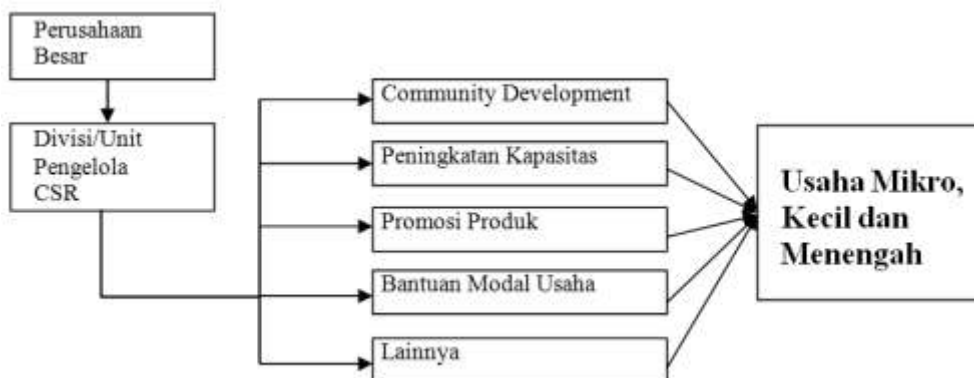 Perusahaan
Besar
Divisi/Unit
Pengelola
CSR
Community Development
Peningkatan Kapasitas
Promosi Produk
Bantuan Modal Usaha
Lainnya
Usaha Mikro,
Kecil dan
Menengah